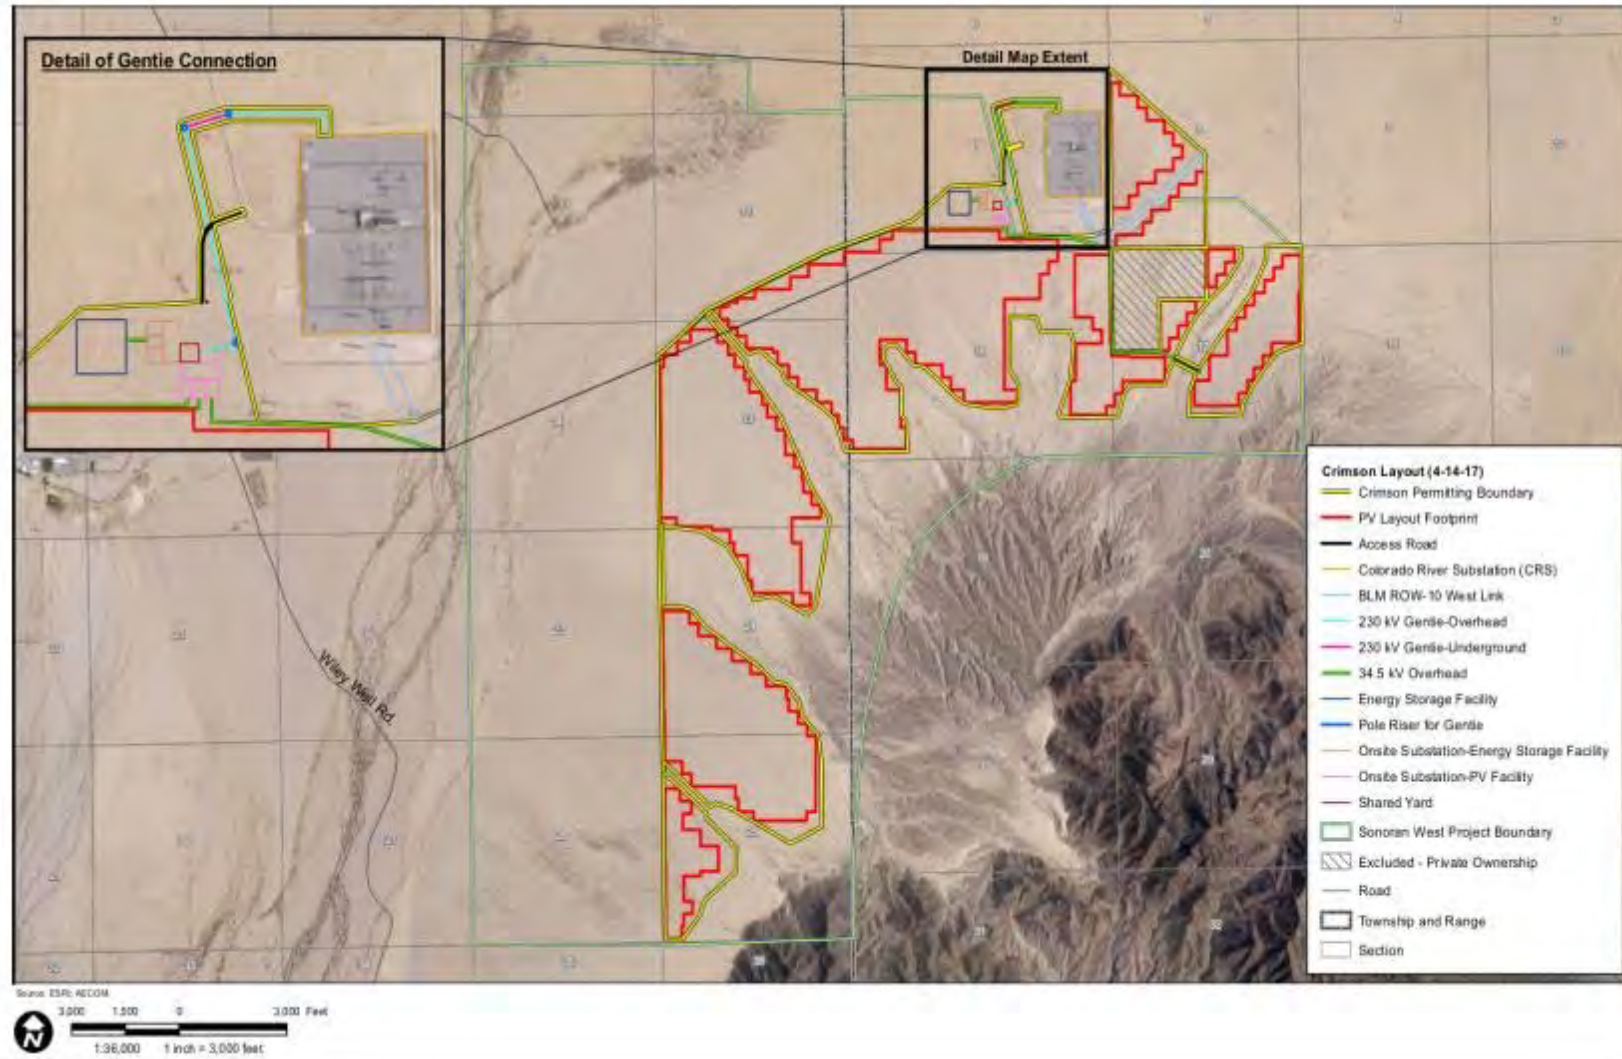 Detail of Gentie Connection
Detail Map Extent
Wiley Well Rd.
Crimson Layout (4-14-17)
Crimson Permitting Boundary
PV Layout Footprint
Access Road
Colorado River Substation (CRS)
BLM ROW-10 West Link
230 kV Gentie-Overhead
230 kV Gentie-Underground
34.5 kV Overhead
Energy Storage Facility
Pole Riser for Gentie
Onsite Substation-Energy Storage Facility
Onsite Substation-PV Facility
Shared Yard
Sonoran West Project Boundary
Excluded - Private Ownership
Road
Township and Range
Section
Source: ESRI; AECOM
3,000 1,500 0 3,000 Feet
N
1:36,000 1 inch = 3,000 feet